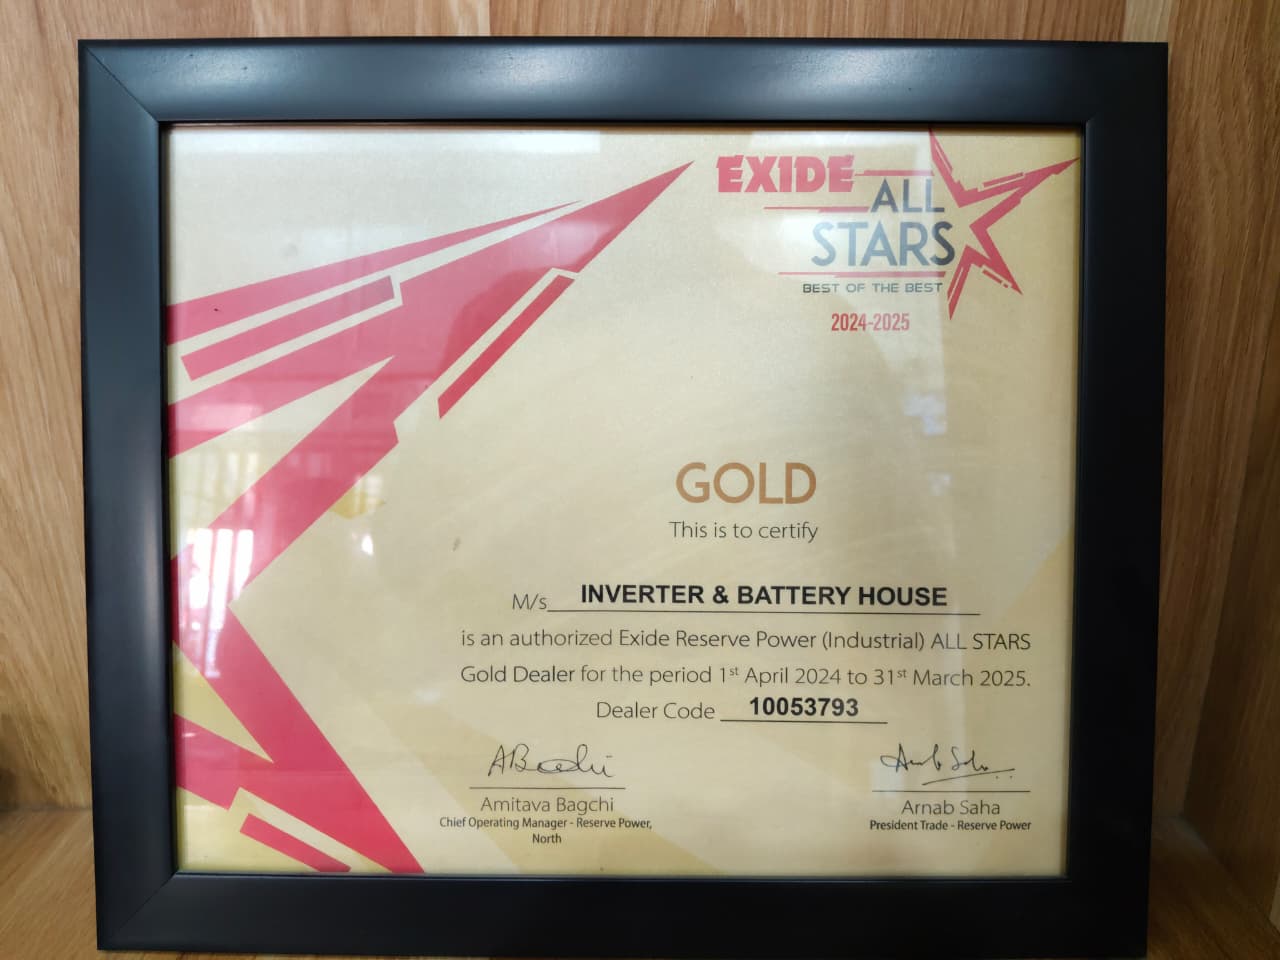 EXIDE
ALL
STARS
BEST OF THE BEST
2024-2025
GOLD
This is to certify
M/s INVERTER & BATTERY HOUSE
is an authorized Exide Reserve Power (Industrial) ALL STARS
Gold Dealer for the period 1st April 2024 to 31st March 2025.
Dealer Code 10053793
Amitava Bagchi
Chief Operating Manager - Reserve Power,
North
Arnab Saha
Arnab Saha
President Trade - Reserve Power